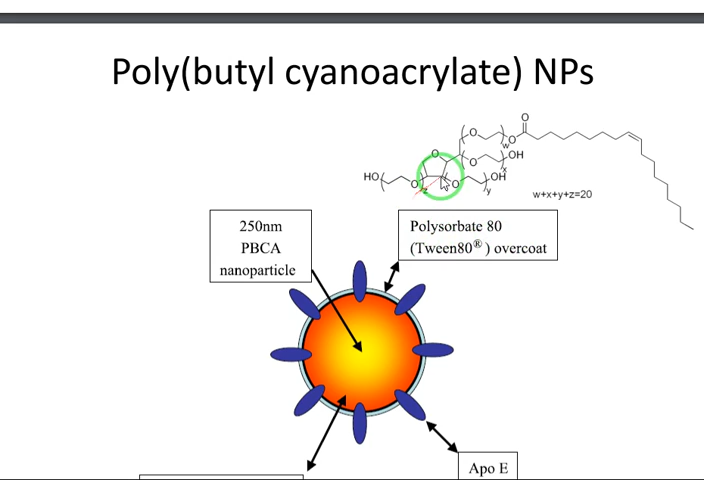 Poly(butyl cyanoacrylate) NPs
O
O
O
w
O
OH
x
O
HO
O
z
O
OH
y
w+x+y+z=20
250nm
PBCA
nanoparticle
Polysorbate 80
(Tween80® ) overcoat
Apo E